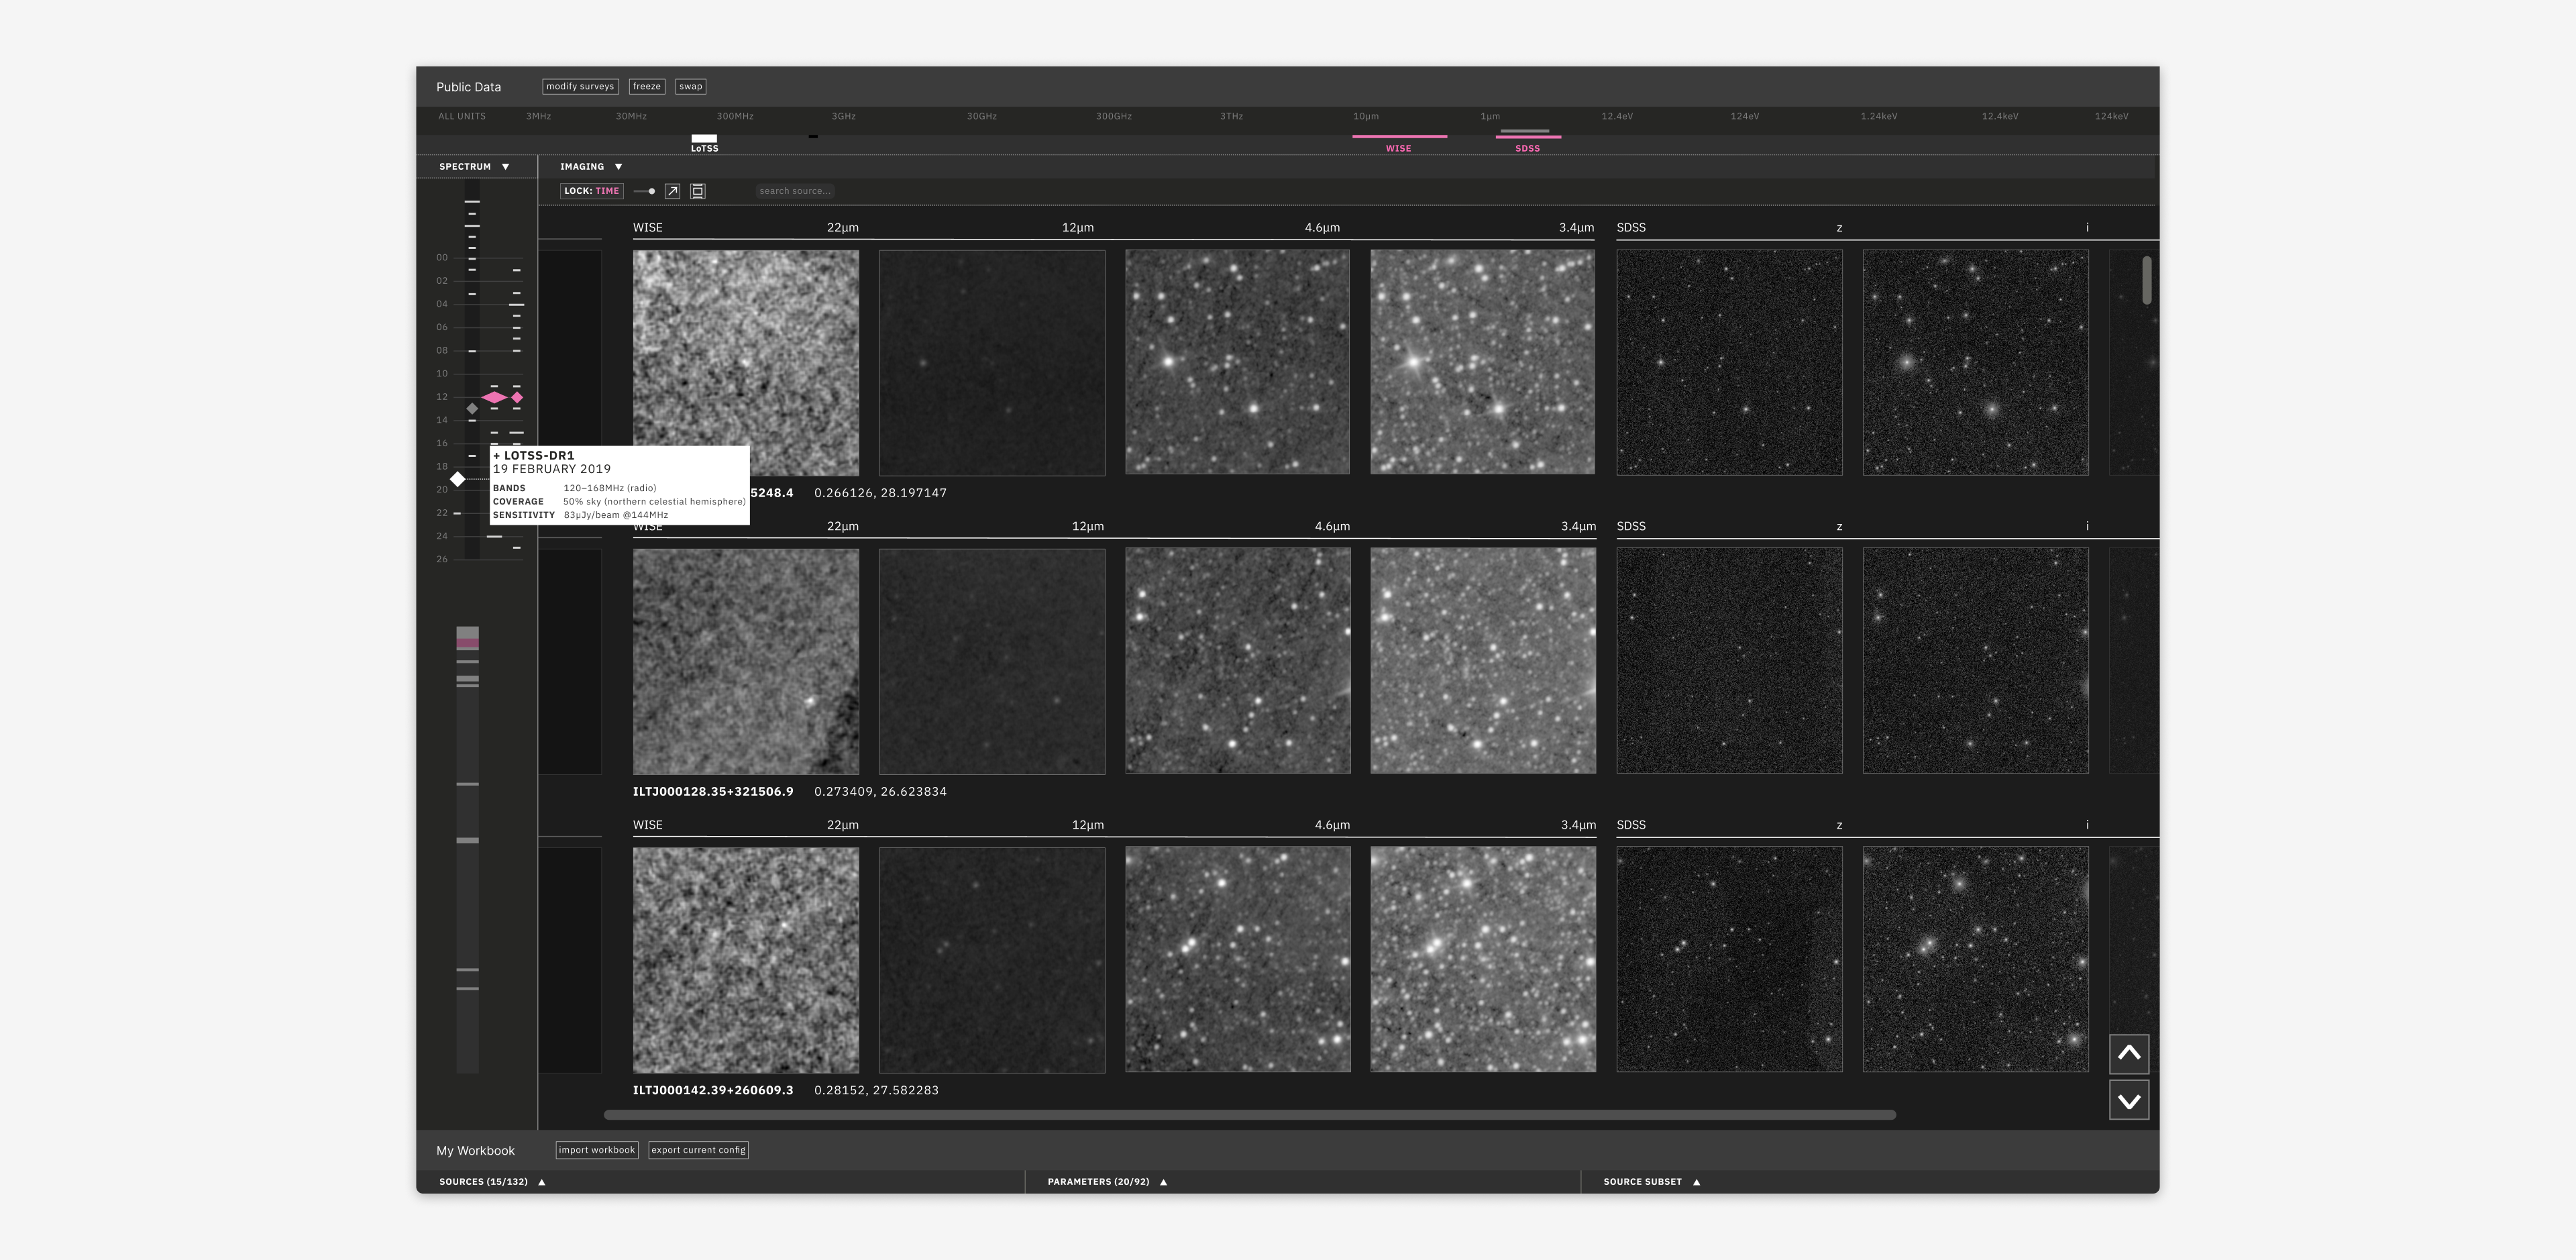 Public Data modify surveys freeze swap
ALL UNITS 3MHz 30MHz 300MHz 3GHz 30GHz 300GHz 3THz 10µm 1µm 12.4eV 124eV 1.24keV 12.4keV 124keV
LoTSS WISE SDSS
SPECTRUM ▼ IMAGING ▼
LOCK: TIME search source...
WISE 22µm 12µm 4.6µm 3.4µm SDSS z i
00
02
04
06
08
10
12
14
16
18
20
22
24
26
+ LOTSS-DR1
19 FEBRUARY 2019
BANDS 120–168MHz (radio)
COVERAGE 50% sky (northern celestial hemisphere)
SENSITIVITY 83µJy/beam @144MHz
5248.4 0.266126, 28.197147
WISE 22µm 12µm 4.6µm 3.4µm SDSS z i
ILTJ000128.35+321506.9 0.273409, 26.623834
WISE 22µm 12µm 4.6µm 3.4µm SDSS z i
ILTJ000142.39+260609.3 0.28152, 27.582283
My Workbook import workbook export current config
SOURCES (15/132) ▲ PARAMETERS (20/92) ▲ SOURCE SUBSET ▲